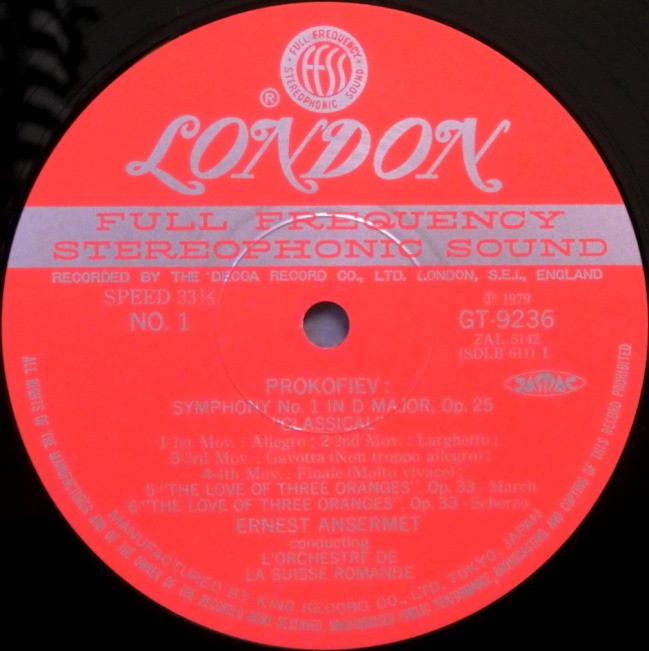 FULL FREQUENCY
STEREOPHONIC SOUND
FFSS
®
LONDON
FULL FREQUENCY
STEREOPHONIC SOUND
RECORDED BY THE DECCA RECORD CO., LTD. LONDON, S.E.I., ENGLAND
SPEED 33⅓
NO. 1
℗ 1979
GT-9236
ZAL. 5142
(SDLB 611) L
JASRAC
PROKOFIEV :
SYMPHONY No. 1 IN D MAJOR, Op. 25
"CLASSICAL"
1-1st Mov. : Allegro ; 2-2nd Mov. : Larghetto ;
3-3rd Mov. : Gavotta (Non troppo allegro) ;
4-4th Mov. : Finale (Molto vivace) ;
5-"THE LOVE OF THREE ORANGES", Op. 33 -March
6-"THE LOVE OF THREE ORANGES", Op. 33 -Scherzo
ERNEST ANSERMET
conducting
L'ORCHESTRE DE
LA SUISSE ROMANDE
MANUFACTURED BY KING RECORD CO., LTD, TOKYO, JAPAN
ALL RIGHTS OF THE MANUFACTURER AND OF THE OWNER OF THE RECORDED WORK RESERVED. UNAUTHORISED PUBLIC PERFORMANCE, BROADCASTING AND COPYING OF THIS RECORD PROHIBITED